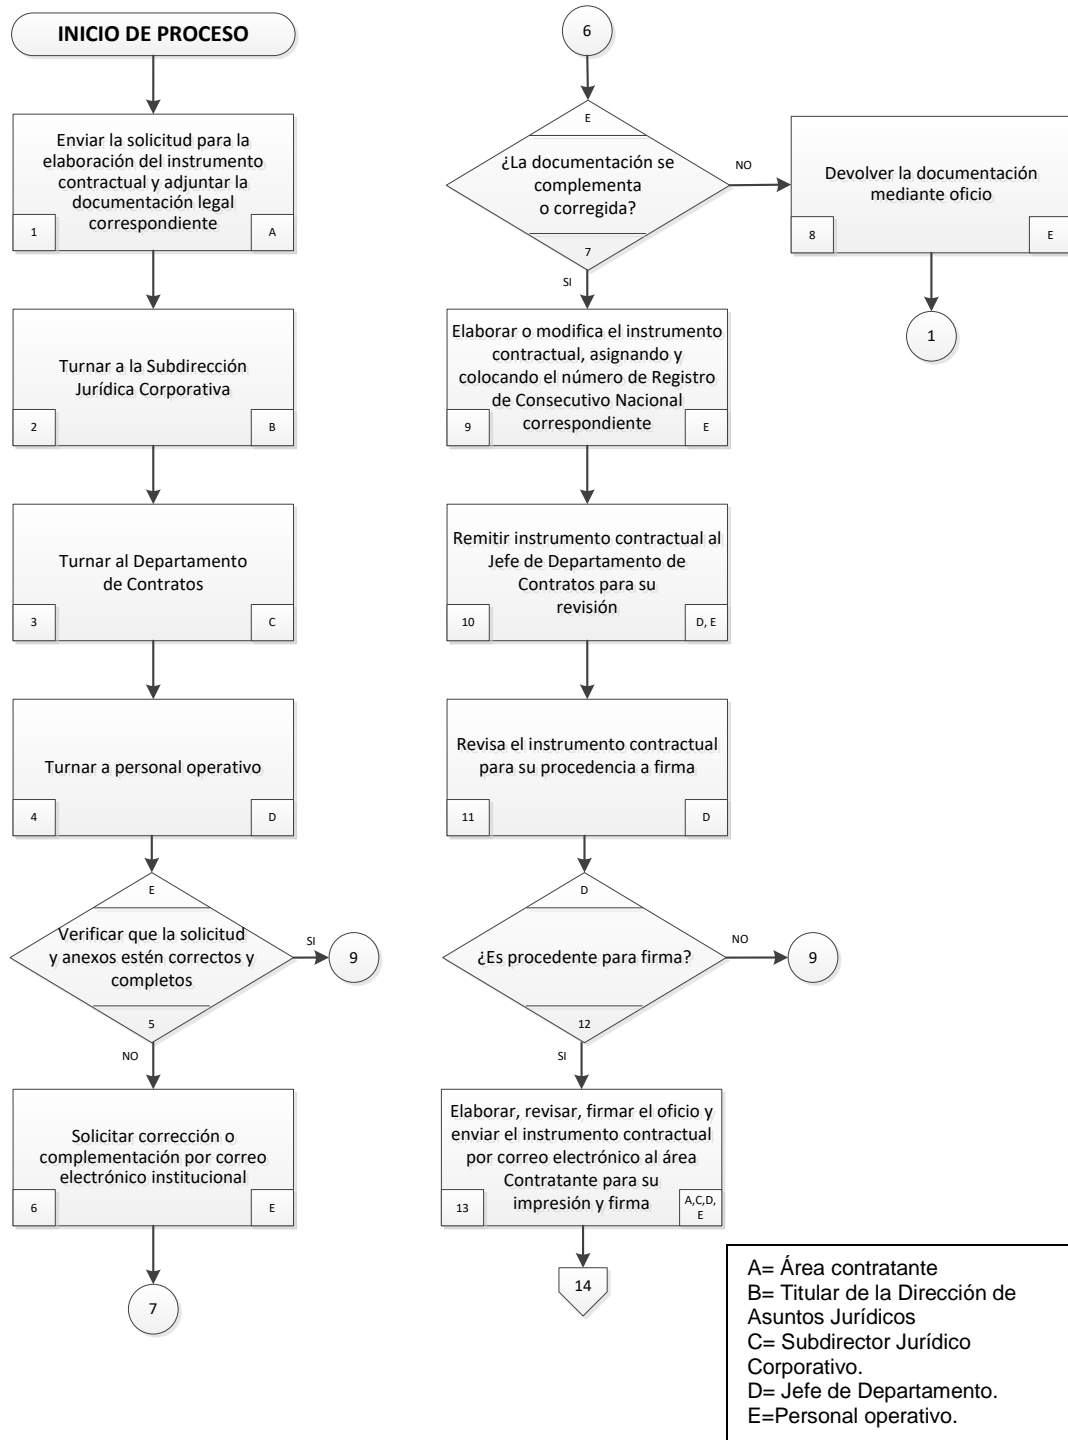 INICIO DE PROCESO
Enviar la solicitud para la
elaboración del instrumento
contractual y adjuntar la
documentación legal
correspondiente
1
A
Turnar a la Subdirección
Jurídica Corporativa
2
B
Turnar al Departamento
de Contratos
3
C
Turnar a personal operativo
4
D
E
Verificar que la solicitud
y anexos estén correctos y
completos
5
SI
9
NO
Solicitar corrección o
complementación por correo
electrónico institucional
6
E
7
6
E
¿La documentación se
complementa
o corregida?
7
NO
Devolver la documentación
mediante oficio
8
E
1
SI
Elaborar o modifica el instrumento
contractual, asignando y
colocando el número de Registro
de Consecutivo Nacional
correspondiente
9
E
Remitir instrumento contractual al
Jefe de Departamento de
Contratos para su
revisión
10
D, E
Revisa el instrumento contractual
para su procedencia a firma
11
D
D
¿Es procedente para firma?
12
NO
9
SI
Elaborar, revisar, firmar el oficio y
enviar el instrumento contractual
por correo electrónico al área
Contratante para su
impresión y firma
13
A,C,D,
E
14
A= Área contratante
B= Titular de la Dirección de
Asuntos Jurídicos
C= Subdirector Jurídico
Corporativo.
D= Jefe de Departamento.
E=Personal operativo.